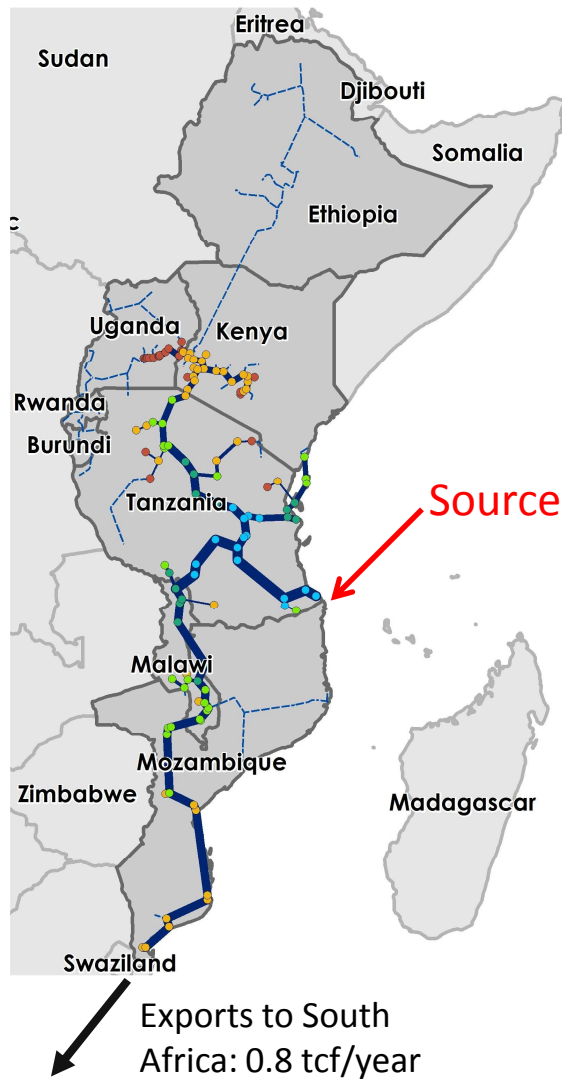 Eritrea
Sudan
Djibouti
Somalia
c
Ethiopia
Uganda
Kenya
Rwanda
Burundi
Tanzania
Source
Malawi
Mozambique
Zimbabwe
Madagascar
Swaziland
Exports to South
Africa: 0.8 tcf/year